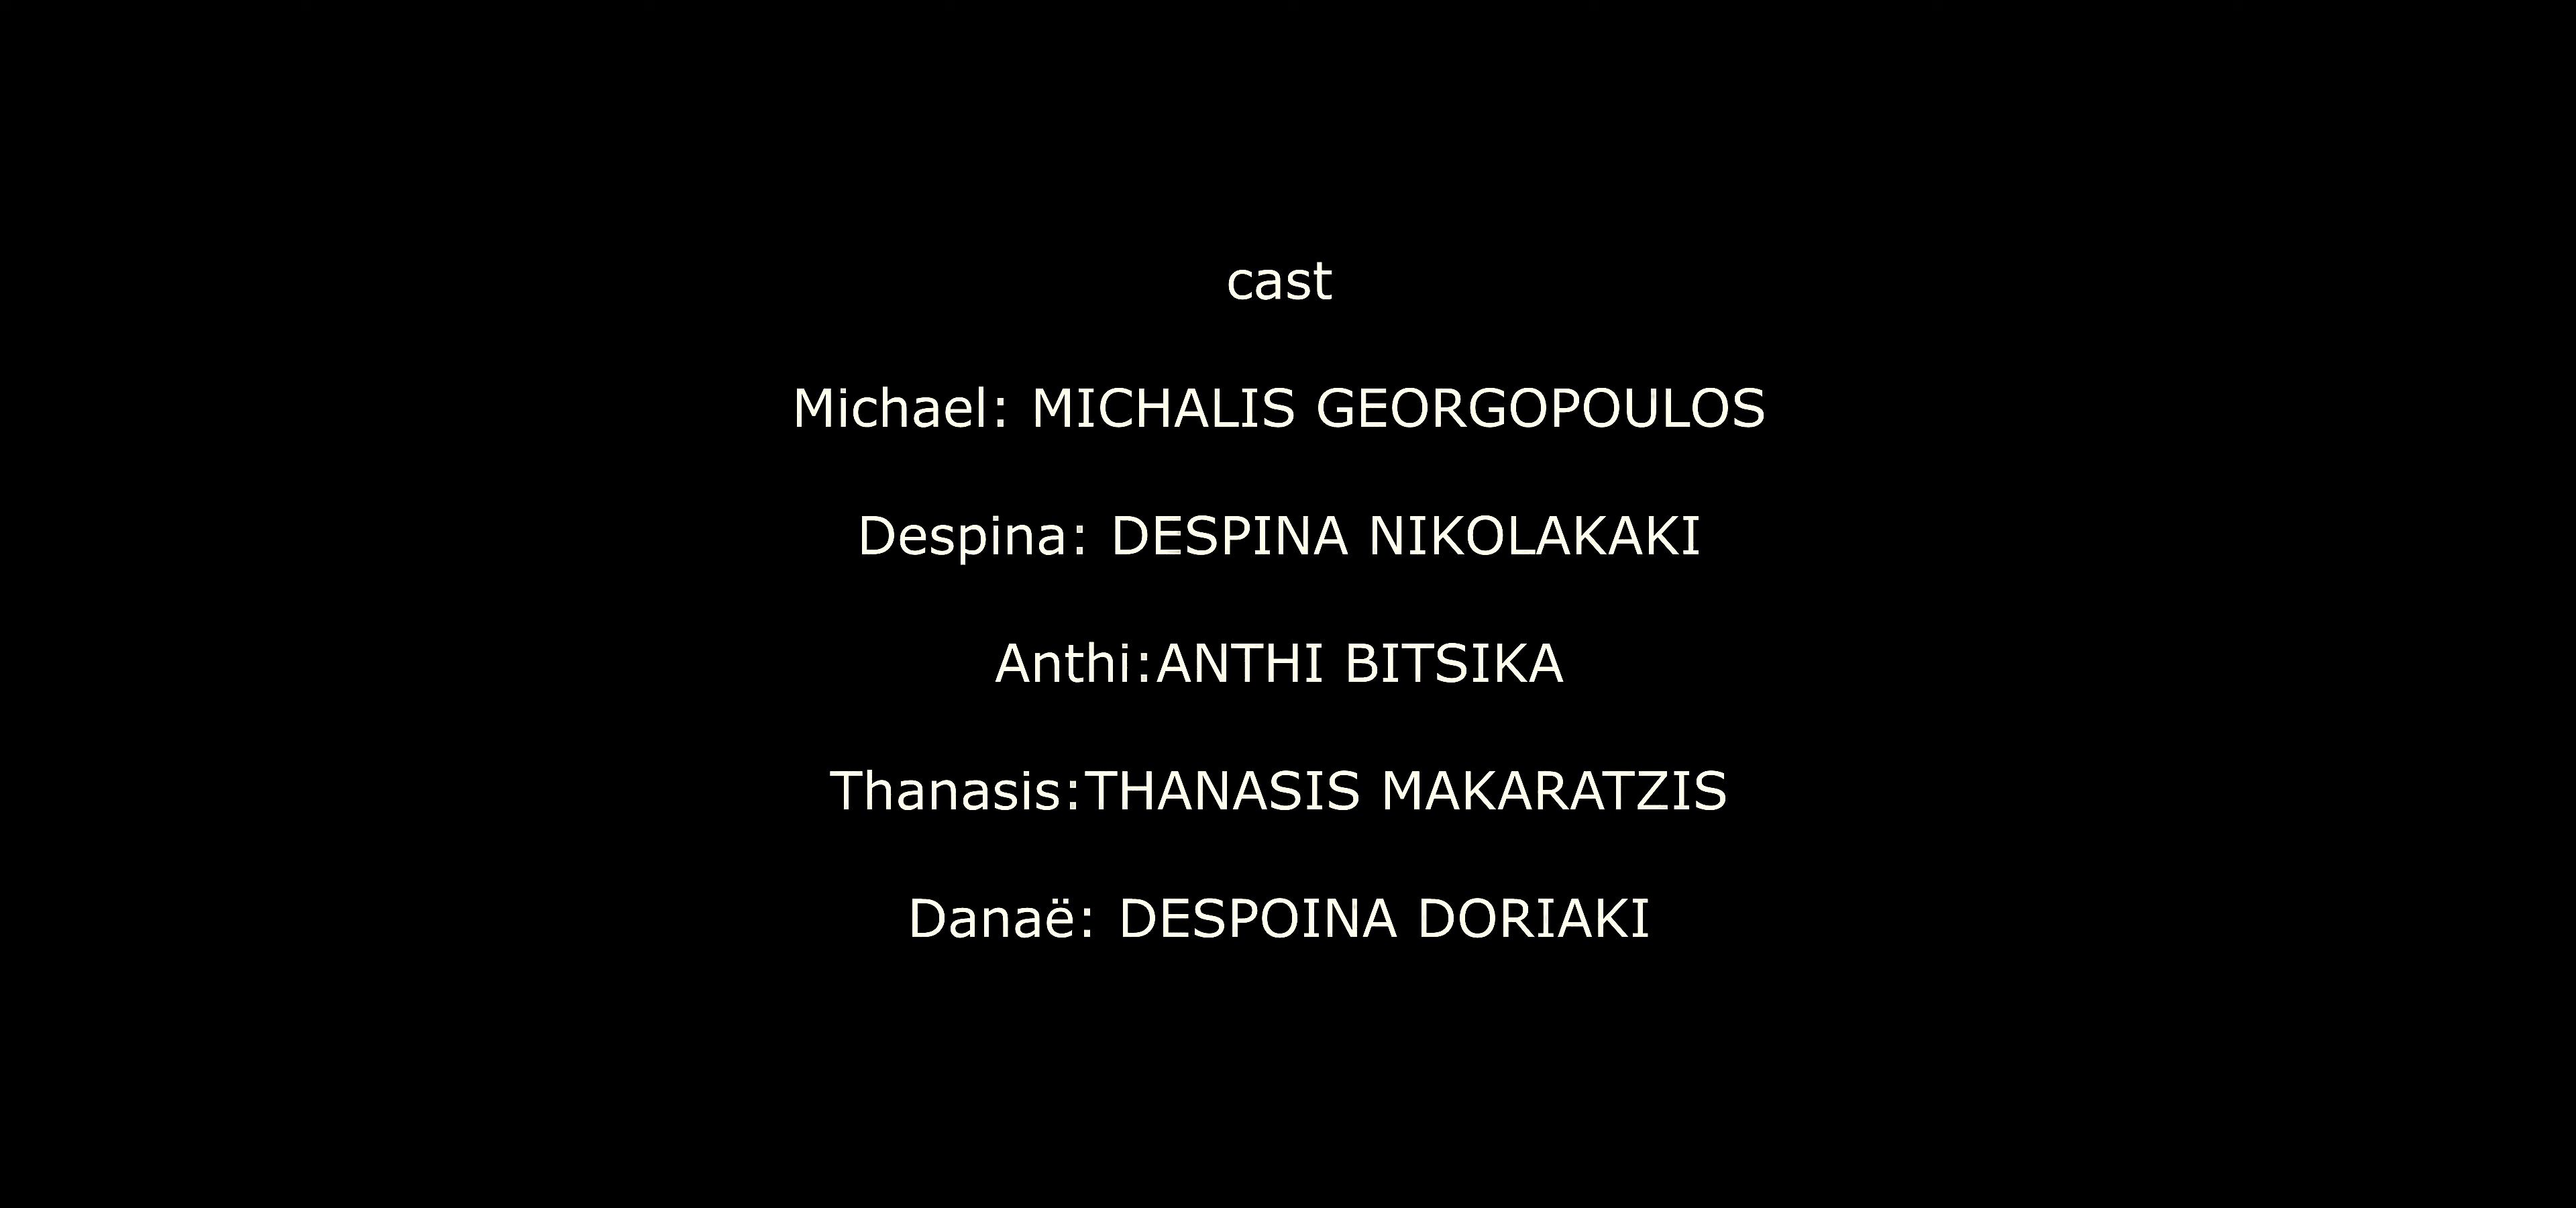 cast
Michael: MICHALIS GEORGOPOULOS
Despina: DESPINA NIKOLAKAKI
Anthi:ANTHI BITSIKA
Thanasis:THANASIS MAKARATZIS
Danaë: DESPOINA DORIAKI